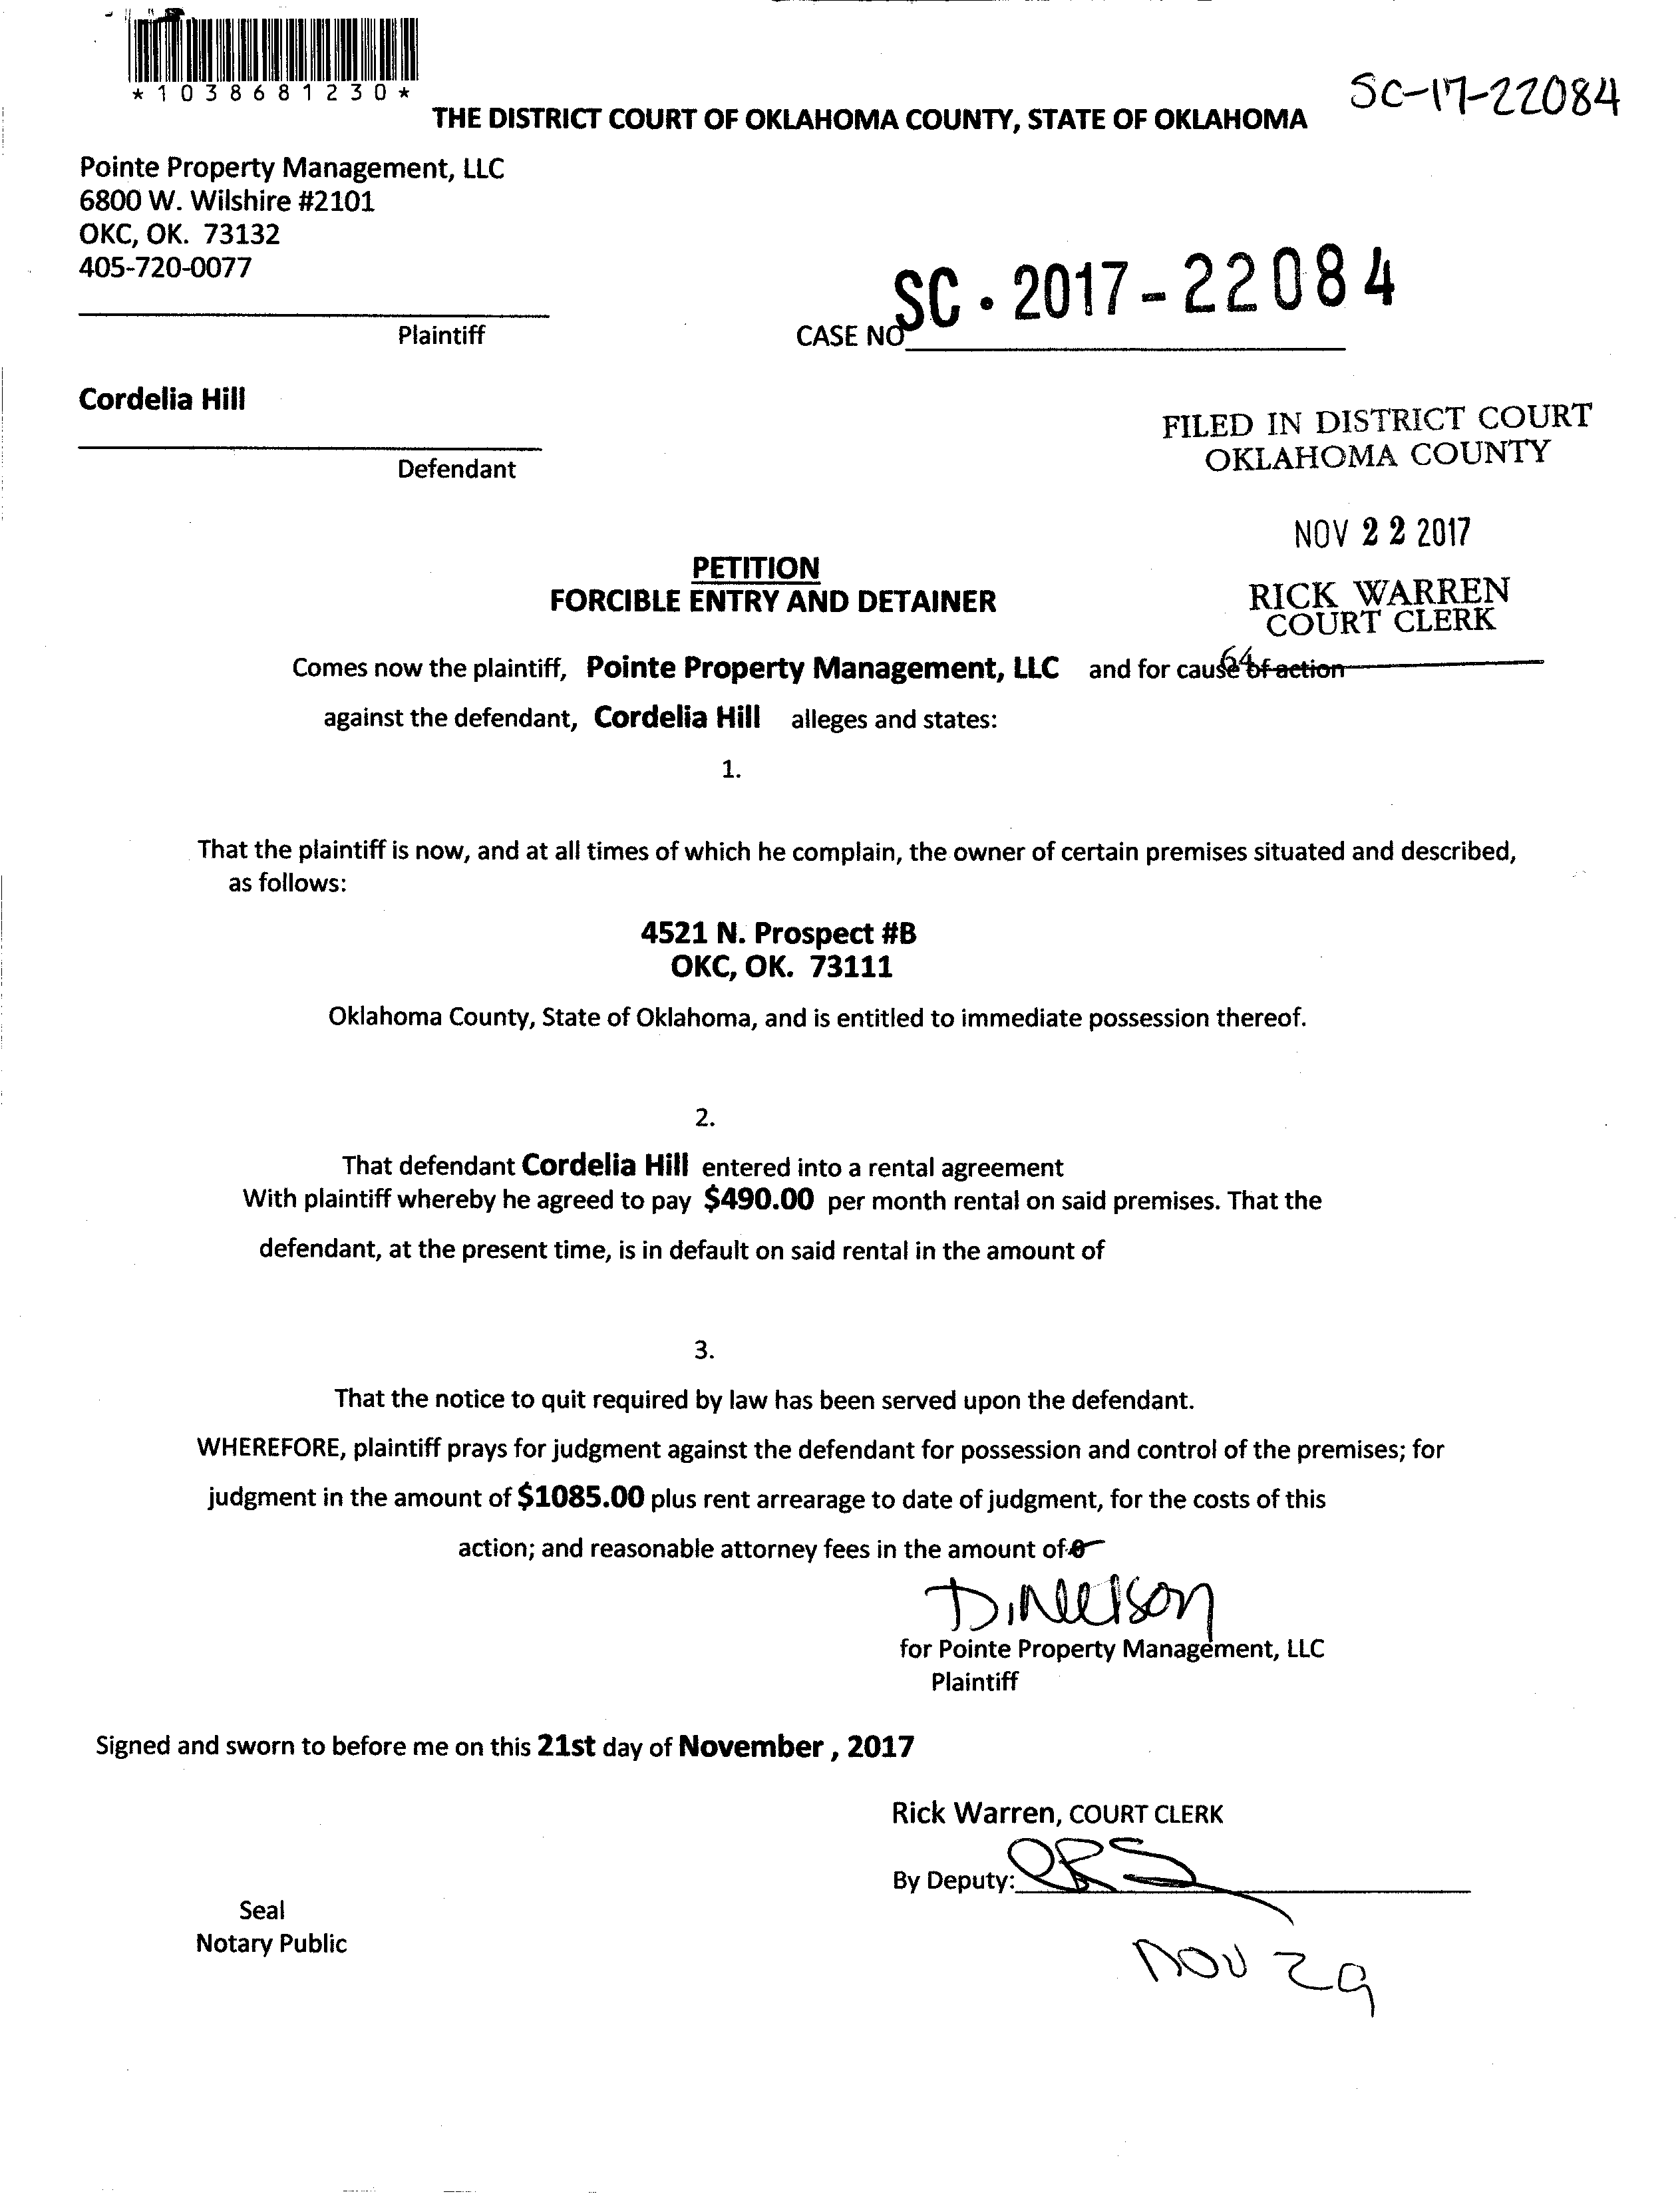 *1038681230*
SC-17-22084
THE DISTRICT COURT OF OKLAHOMA COUNTY, STATE OF OKLAHOMA
Pointe Property Management, LLC
6800 W. Wilshire #2101
OKC, OK. 73132
405-720-0077
Plaintiff
CASE NO SC • 2017-22084
Cordelia Hill
Defendant
FILED IN DISTRICT COURT
OKLAHOMA COUNTY
NOV 22 2017
RICK WARREN
COURT CLERK
64
PETITION
FORCIBLE ENTRY AND DETAINER
Comes now the plaintiff, Pointe Property Management, LLC and for cause of action
against the defendant, Cordelia Hill alleges and states:
1.
That the plaintiff is now, and at all times of which he complain, the owner of certain premises situated and described,
as follows:
4521 N. Prospect #B
OKC, OK. 73111
Oklahoma County, State of Oklahoma, and is entitled to immediate possession thereof.
2.
That defendant Cordelia Hill entered into a rental agreement
With plaintiff whereby he agreed to pay $490.00 per month rental on said premises. That the
defendant, at the present time, is in default on said rental in the amount of
3.
That the notice to quit required by law has been served upon the defendant.
WHEREFORE, plaintiff prays for judgment against the defendant for possession and control of the premises; for
judgment in the amount of $1085.00 plus rent arrearage to date of judgment, for the costs of this
action; and reasonable attorney fees in the amount of
D. Nelson
for Pointe Property Management, LLC
Plaintiff
Signed and sworn to before me on this 21st day of November , 2017
Rick Warren, COURT CLERK
By Deputy:
Seal
Notary Public
NOV 29